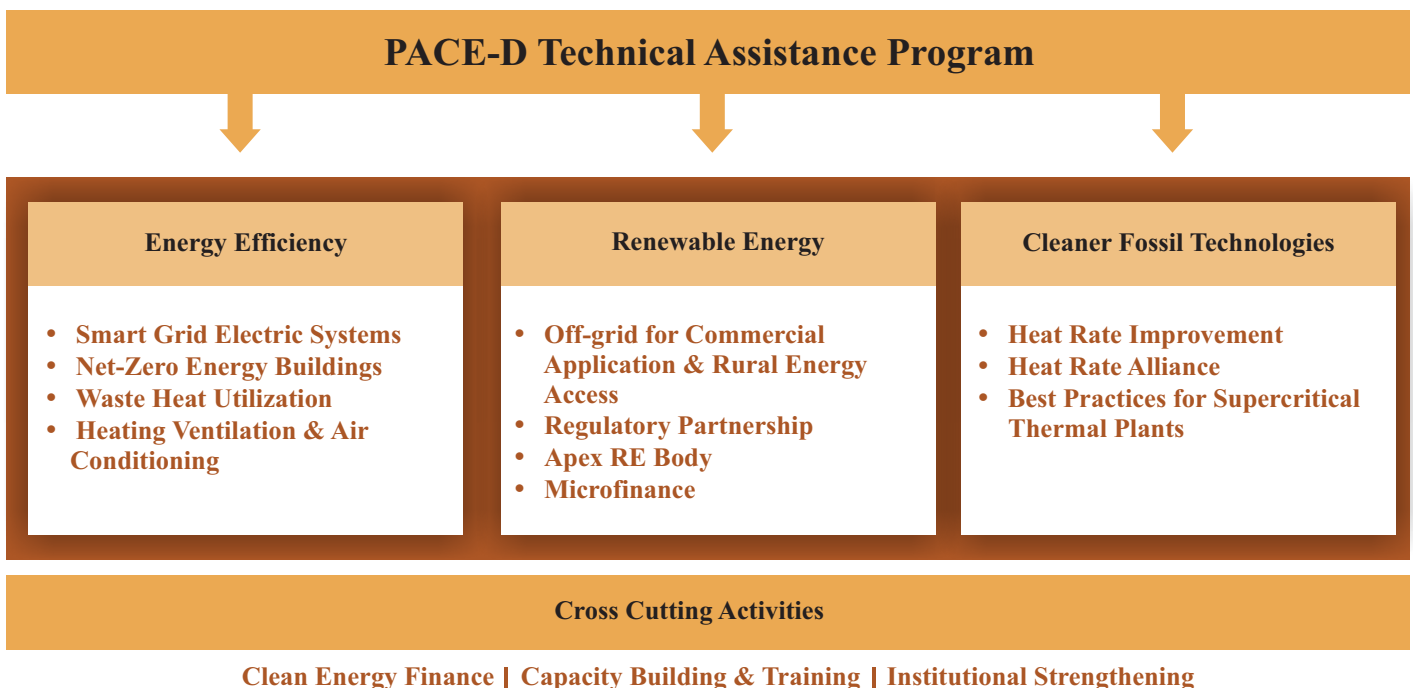 PACE-D Technical Assistance Program
Energy Efficiency
• Smart Grid Electric Systems
• Net-Zero Energy Buildings
• Waste Heat Utilization
• Heating Ventilation & Air
Conditioning
Renewable Energy
• Off-grid for Commercial
Application & Rural Energy
Access
• Regulatory Partnership
• Apex RE Body
• Microfinance
Cleaner Fossil Technologies
• Heat Rate Improvement
• Heat Rate Alliance
• Best Practices for Supercritical
Thermal Plants
Cross Cutting Activities
Clean Energy Finance | Capacity Building & Training | Institutional Strengthening